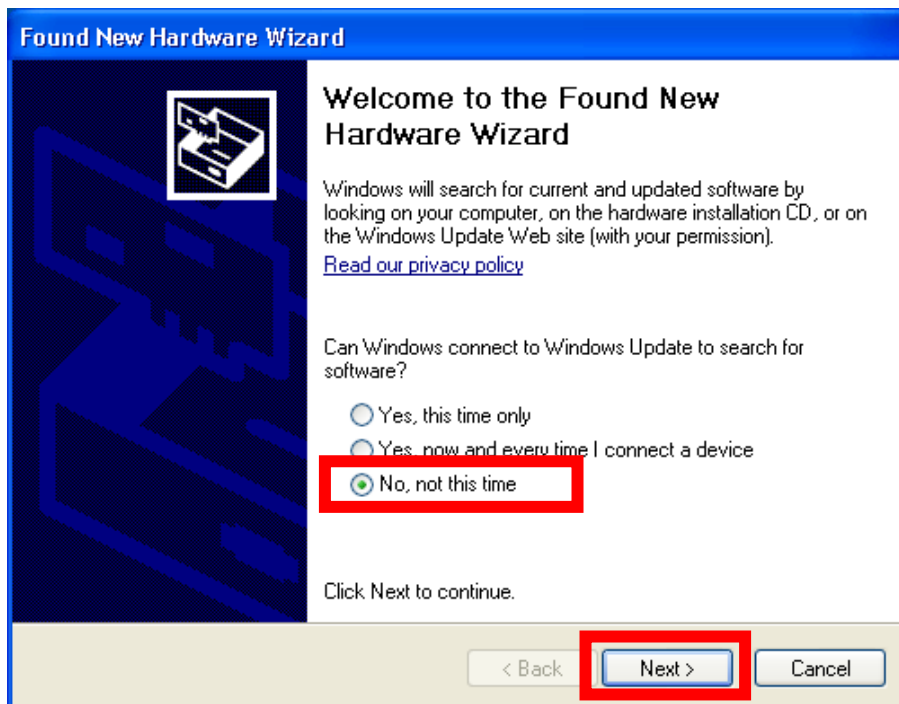 Found New Hardware Wizard
Welcome to the Found New
Hardware Wizard
Windows will search for current and updated software by
looking on your computer, on the hardware installation CD, or on
the Windows Update Web site (with your permission).
Read our privacy policy
Can Windows connect to Windows Update to search for
software?
Yes, this time only
Yes, now and every time I connect a device
No, not this time
Click Next to continue.
< Back Next > Cancel